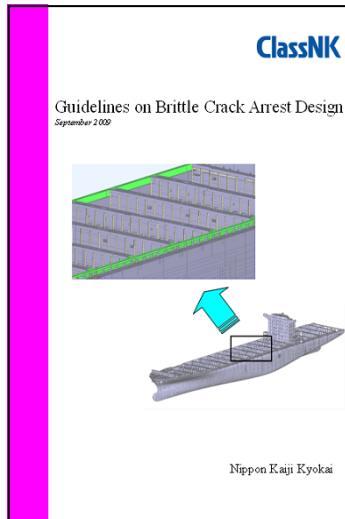 ClassNK
Guidelines on Brittle Crack Arrest Design
September 2009
Nippon Kaiji Kyokai